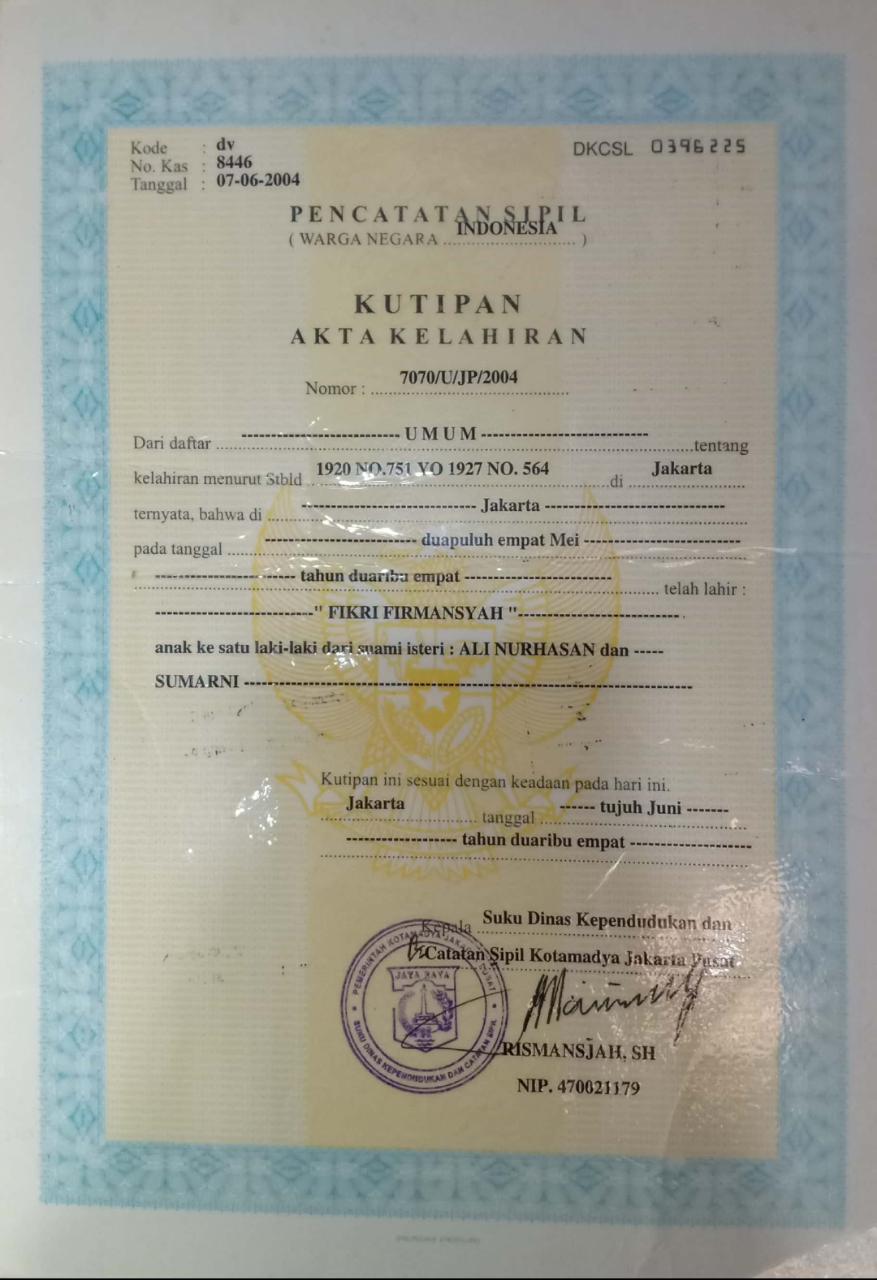 Kode : dv
No. Kas : 8446
Tanggal : 07-06-2004
DKCSL 0396225
PENCATATAN SIPIL
( WARGA NEGARA INDONESIA )
KUTIPAN
AKTA KELAHIRAN
Nomor : 7070/U/JP/2004
Dari daftar UMUM tentang
kelahiran menurut Stbld 1920 NO.751 YO 1927 NO. 564 di Jakarta
ternyata, bahwa di Jakarta
pada tanggal duapuluh empat Mei
tahun duaribu empat telah lahir :
" FIKRI FIRMANSYAH "
anak ke satu laki-laki dari suami isteri : ALI NURHASAN dan
SUMARNI
Kutipan ini sesuai dengan keadaan pada hari ini.
Jakarta tanggal tujuh Juni
tahun duaribu empat
Kepala Suku Dinas Kependudukan dan
Catatan Sipil Kotamadya Jakarta Pusat
PEMERINTAH KOTAMADYA JAKARTA PUSAT
JAYA RAYA
SUKU DINAS KEPENDUDUKAN DAN CATATAN SIPIL
RISMANSJAH, SH
NIP. 470021179